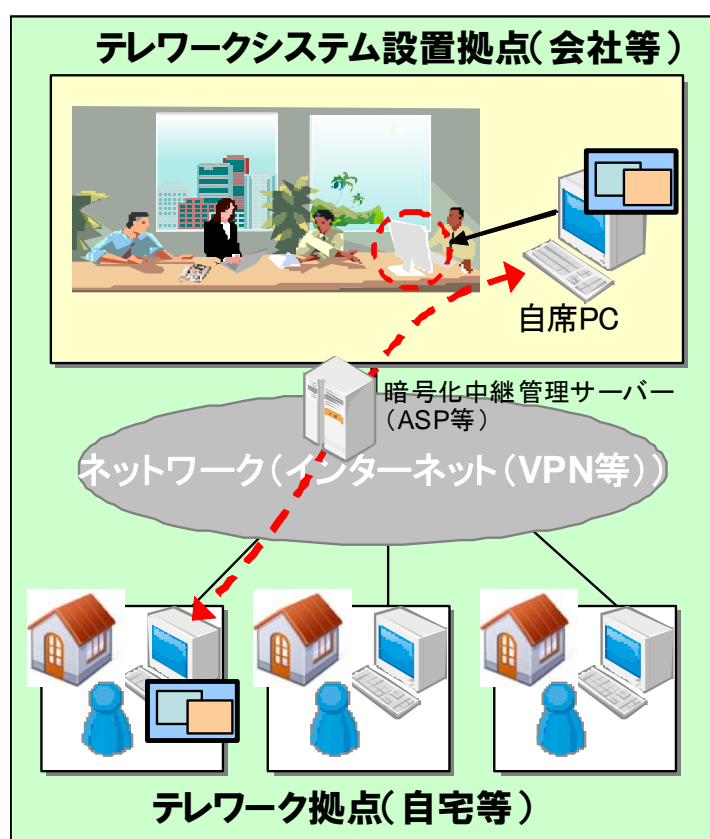 テレワークシステム設置拠点(会社等)
自席PC
暗号化中継管理サーバー
(ASP等)
ネットワーク(インターネット(VPN等))
テレワーク拠点(自宅等)